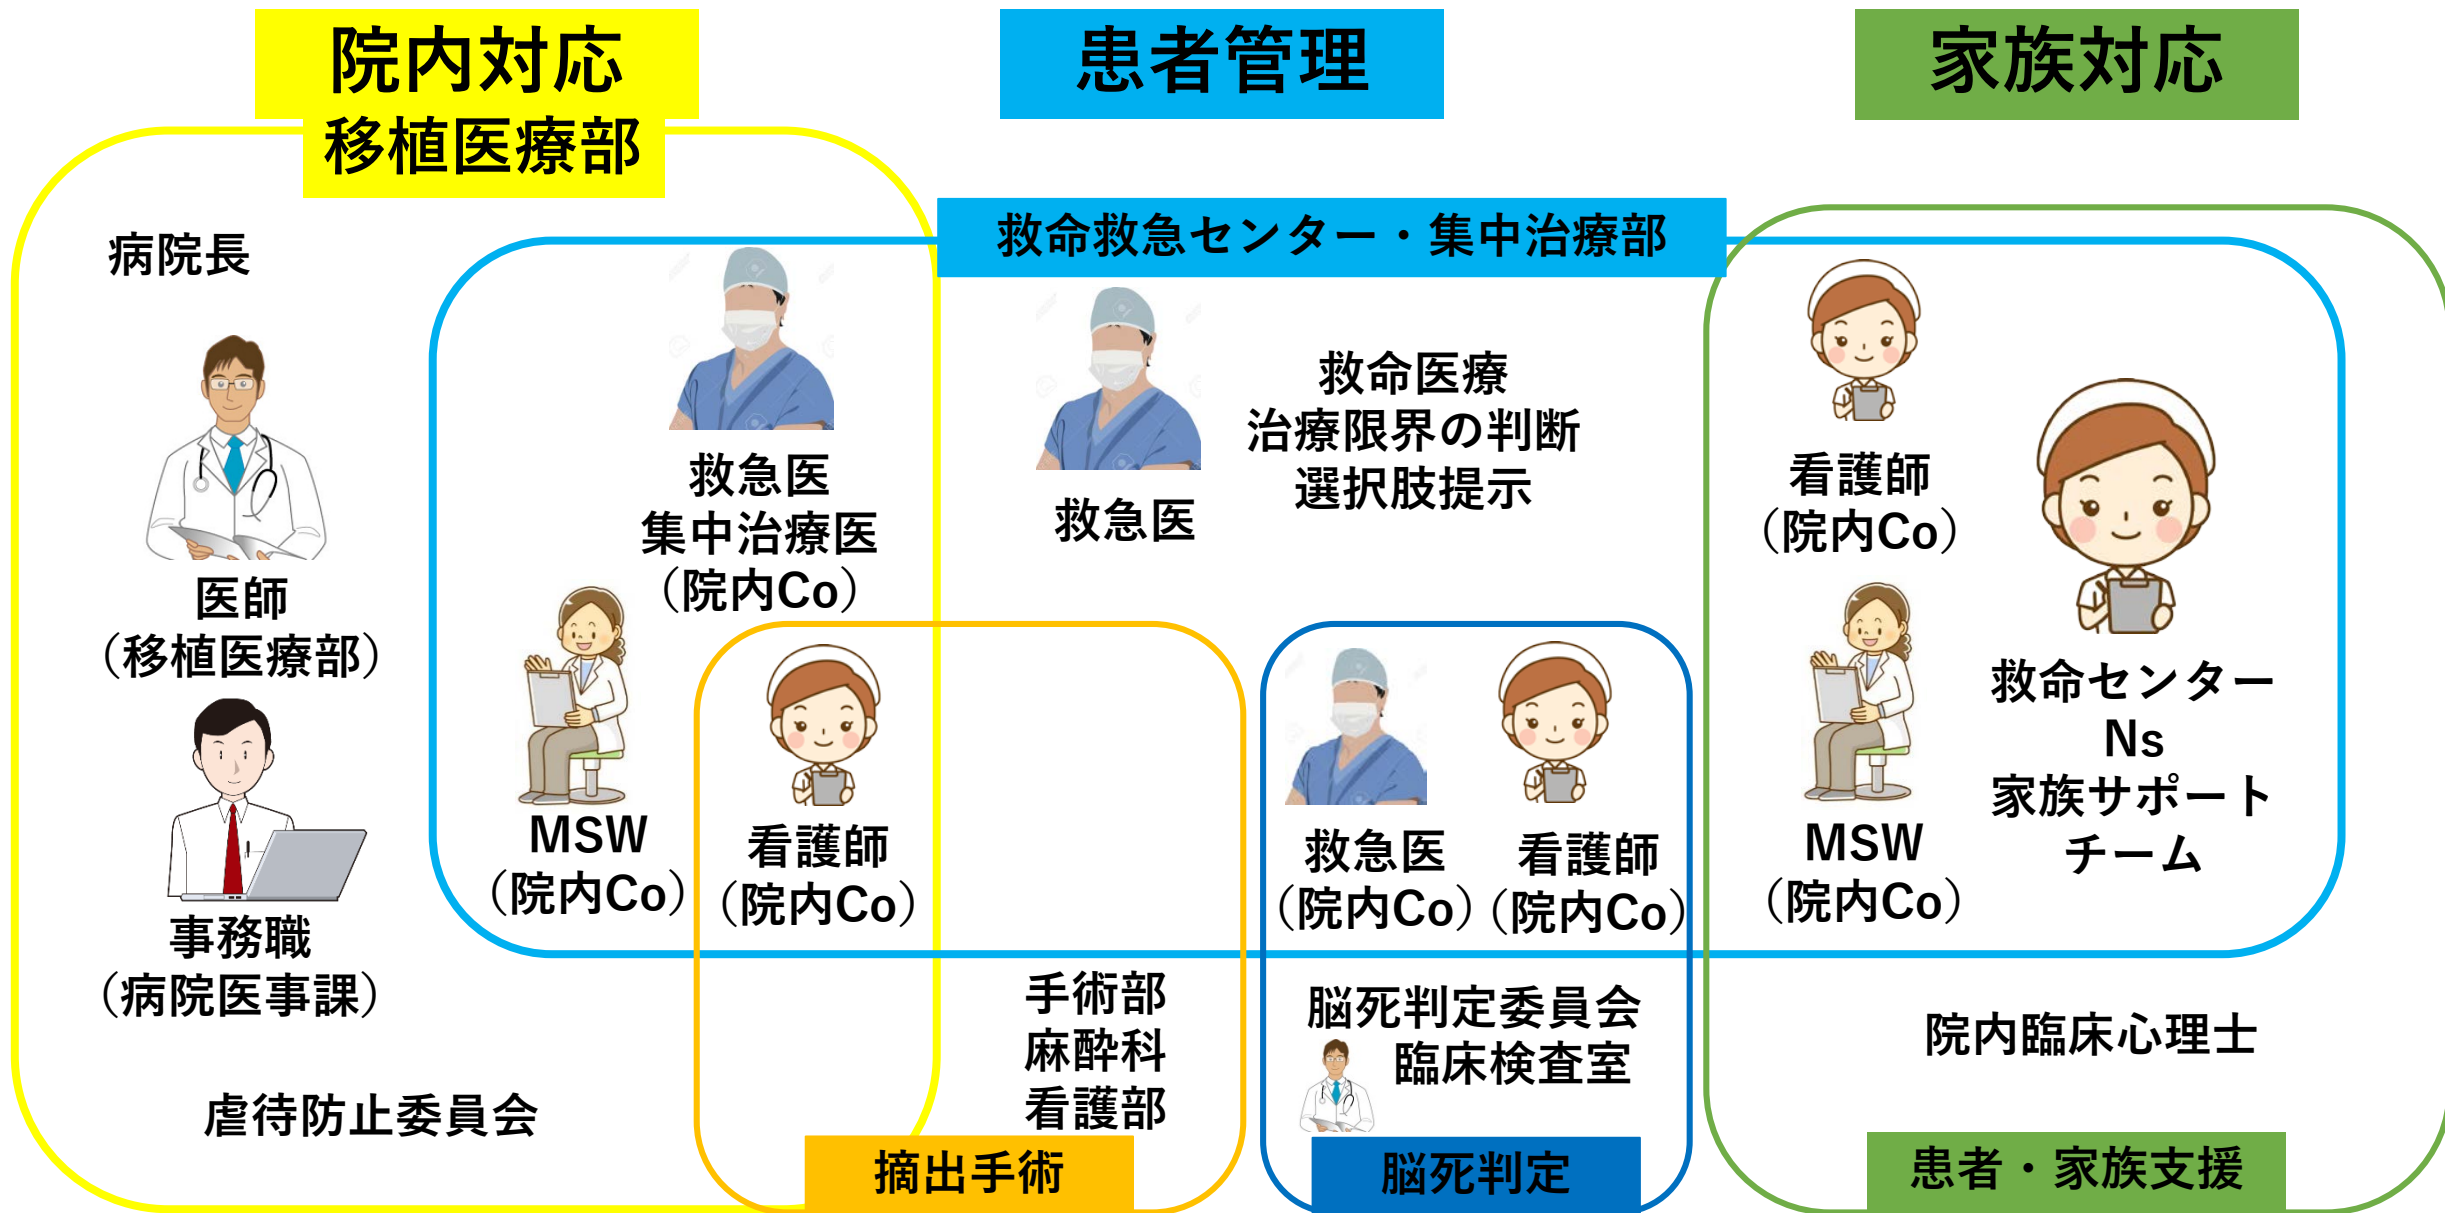 院内対応
移植医療部
患者管理
家族対応
救命救急センター・集中治療部
病院長
医師
（移植医療部）
事務職
（病院医事課）
虐待防止委員会
救急医
集中治療医
（院内Co）
MSW
（院内Co）
看護師
（院内Co）
救急医
救命医療
治療限界の判断
選択肢提示
手術部
麻酔科
看護部
摘出手術
救急医
（院内Co）
看護師
（院内Co）
脳死判定委員会
臨床検査室
脳死判定
看護師
（院内Co）
MSW
（院内Co）
救命センター
Ns
家族サポート
チーム
院内臨床心理士
患者・家族支援